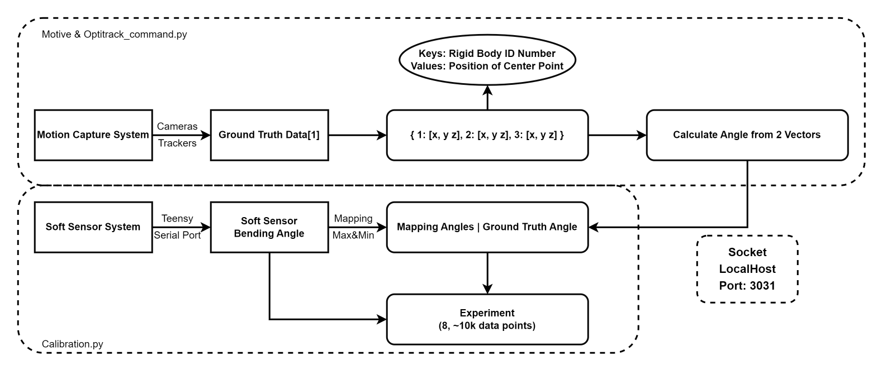 Motive & Optitrack_command.py
Keys: Rigid Body ID Number
Values: Position of Center Point
Motion Capture System
Cameras
Trackers
Ground Truth Data[1]
{ 1: [x, y z], 2: [x, y z], 3: [x, y z] }
Calculate Angle from 2 Vectors
Soft Sensor System
Teensy
Serial Port
Soft Sensor
Bending Angle
Mapping
Max&Min
Mapping Angles | Ground Truth Angle
Socket
LocalHost
Port: 3031
Experiment
(8, ~10k data points)
Calibration.py